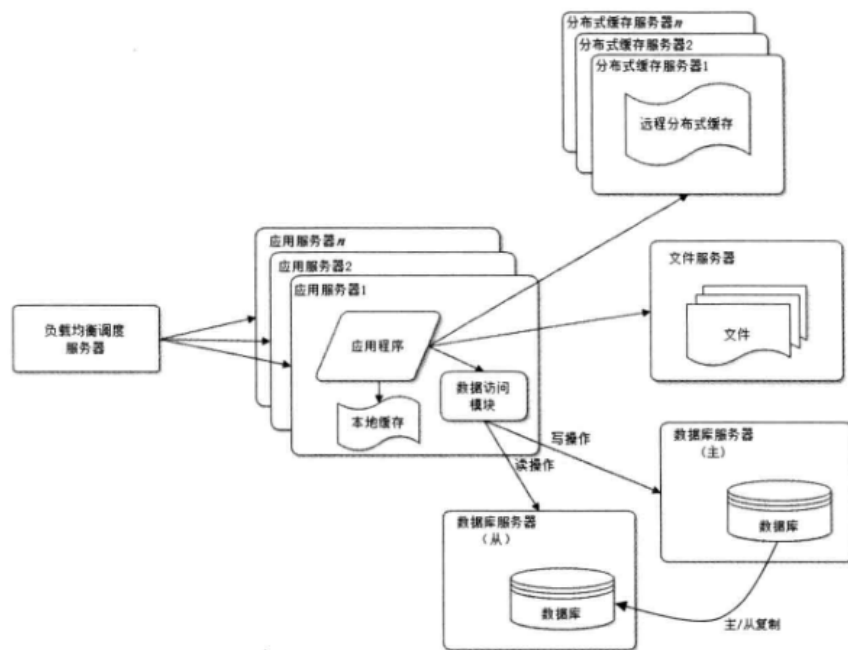 分布式缓存服务器n
分布式缓存服务器2
分布式缓存服务器1
远程分布式缓存
应用服务器n
应用服务器2
应用服务器1
文件服务器
负载均衡调度
服务器
应用程序
文件
数据访问
模块
本地缓存
写操作
数据库服务器
（主）
读操作
数据库服务器
（从）
数据库
数据库
主/从复制